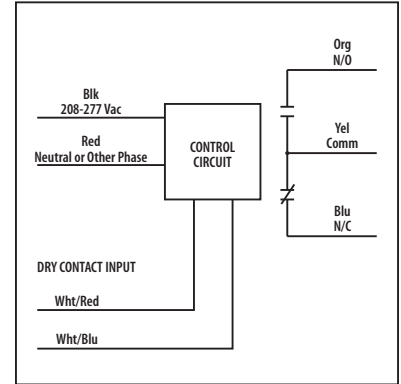 Blk
208-277 Vac
Red
Neutral or Other Phase
CONTROL
CIRCUIT
Org
N/O
Yel
Comm
Blu
N/C
DRY CONTACT INPUT
Wht/Red
Wht/Blu